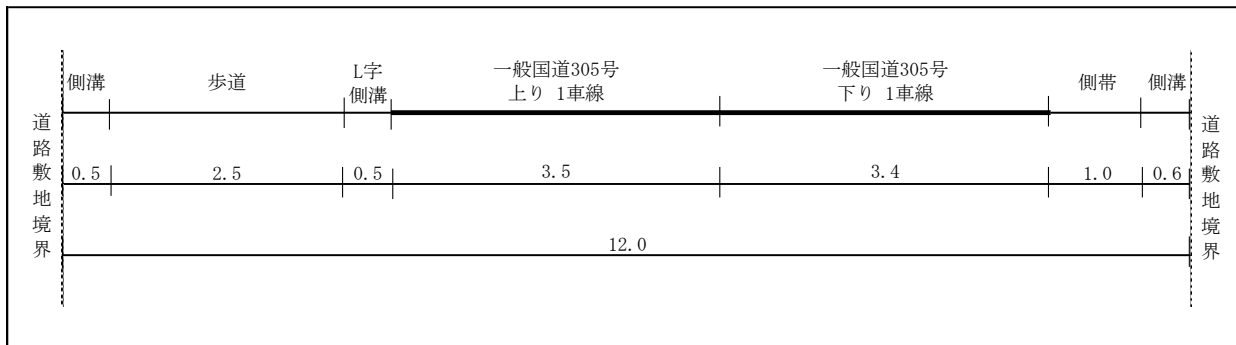 側溝
歩道
L字
側溝
一般国道305号
上り 1車線
一般国道305号
下り 1車線
側帯
側溝
道路敷地境界
0.5
2.5
0.5
3.5
3.4
1.0
0.6
道路敷地境界
12.0